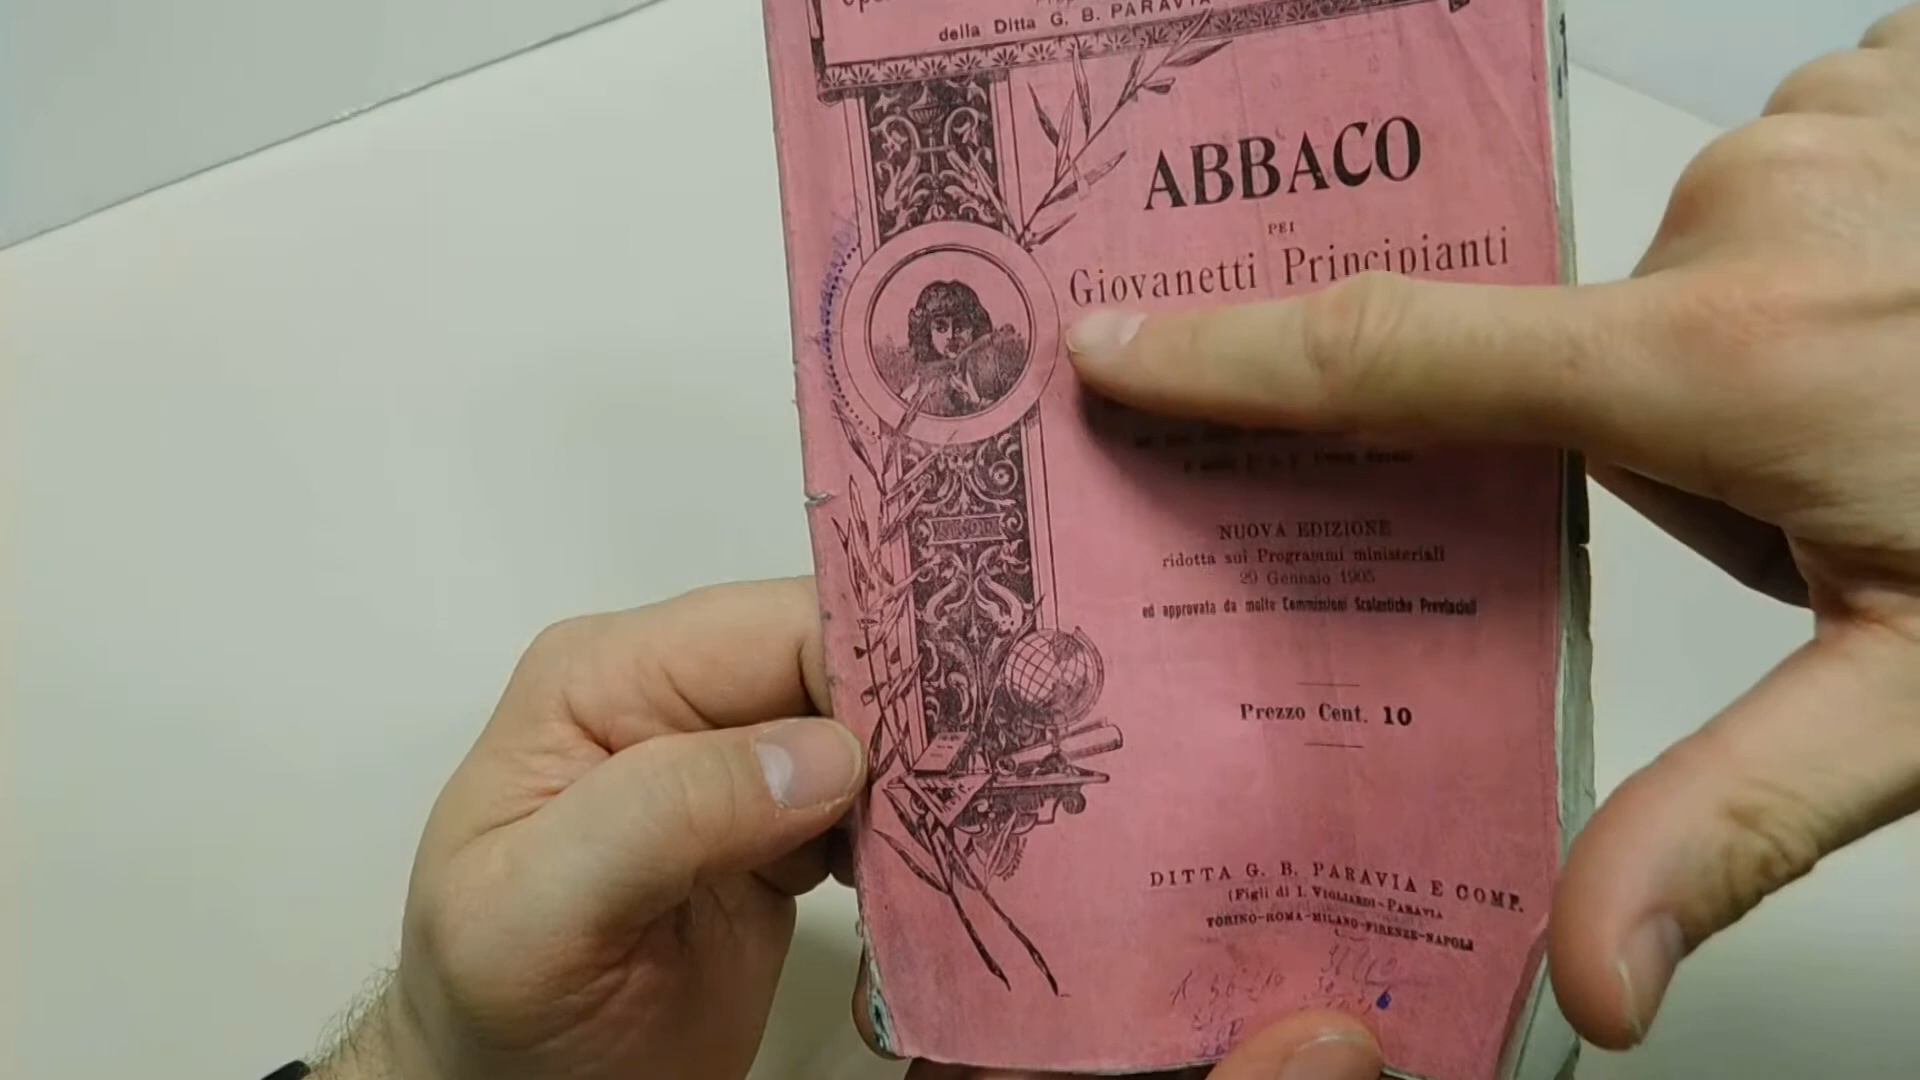 della Ditta G. B. PARAVIA
ABBACO
PEI
Giovanetti Principianti
NUOVA EDIZIONE
ridotta sui Programmi ministeriali
29 Gennaio 1905
ed approvata da molte Commissioni Scolastiche Provinciali
Prezzo Cent. 10
DITTA G. B. PARAVIA E COMP.
(Figli di I. VIGLIARDI-PARAVIA
TORINO-ROMA-MILANO-FIRENZE-NAPOLI